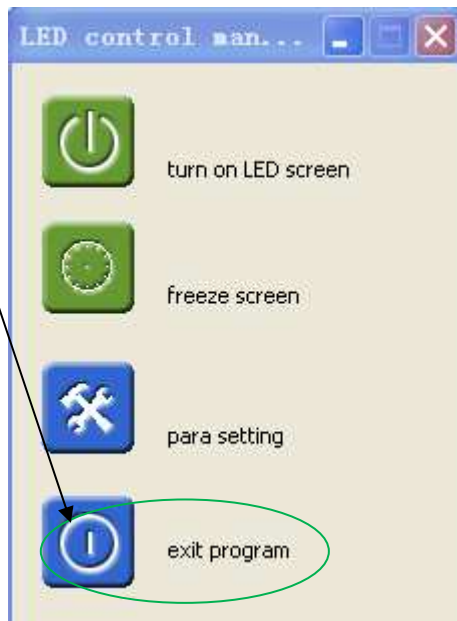 LED control man...
turn on LED screen
freeze screen
para setting
exit program